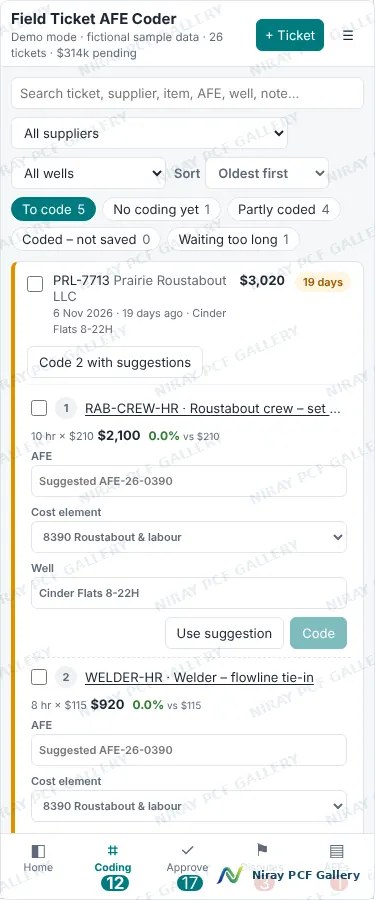 Field Ticket AFE Coder
Demo mode · fictional sample data · 26
tickets · $314k pending
+ Ticket
☰
Search ticket, supplier, item, AFE, well, note...
All suppliers
All wells
Sort
Oldest first
To code 5
No coding yet 1
Partly coded 4
Coded – not saved 0
Waiting too long 1
PRL-7713 Prairie Roustabout
LLC
$3,020
19 days
6 Nov 2026 · 19 days ago · Cinder
Flats 8-22H
Code 2 with suggestions
1
RAB-CREW-HR · Roustabout crew – set ...
10 hr × $210 $2,100 0.0% vs $210
AFE
Suggested AFE-26-0390
Cost element
8390 Roustabout & labour
Well
Cinder Flats 8-22H
Use suggestion
Code
2
WELDER-HR · Welder – flowline tie-in
8 hr × $115 $920 0.0% vs $115
AFE
Suggested AFE-26-0390
Cost element
8390 Roustabout & labour
Home
Coding
12
Approve
17
Disputes
3
AFEs
1
Niray PCF Gallery
NIRAY PCF GALLERY